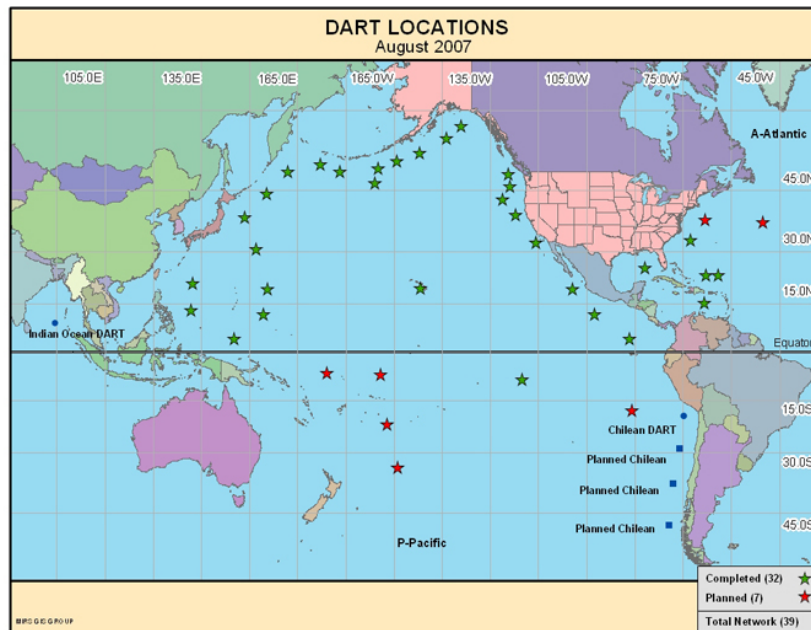 DART LOCATIONS
August 2007
105.0E 135.0E 165.0E 165.0W 135.0W 105.0W 75.0W 45.0W
A-Atlantic
45.0N
30.0N
15.0N
Indian Ocean DART
Equator
15.0S
Chilean DART
Planned Chilean
30.0S
Planned Chilean
Planned Chilean
45.0S
P-Pacific
Completed (32)
Planned (7)
Total Network (39)